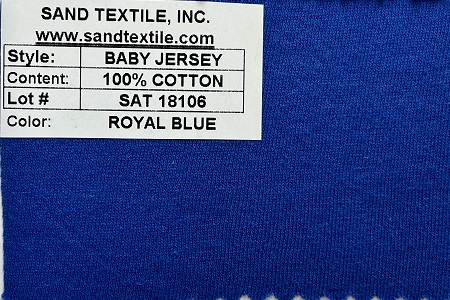 SAND TEXTILE, INC.
www.sandtextile.com
Style: BABY JERSEY
Content: 100% COTTON
Lot # SAT 18106
Color: ROYAL BLUE